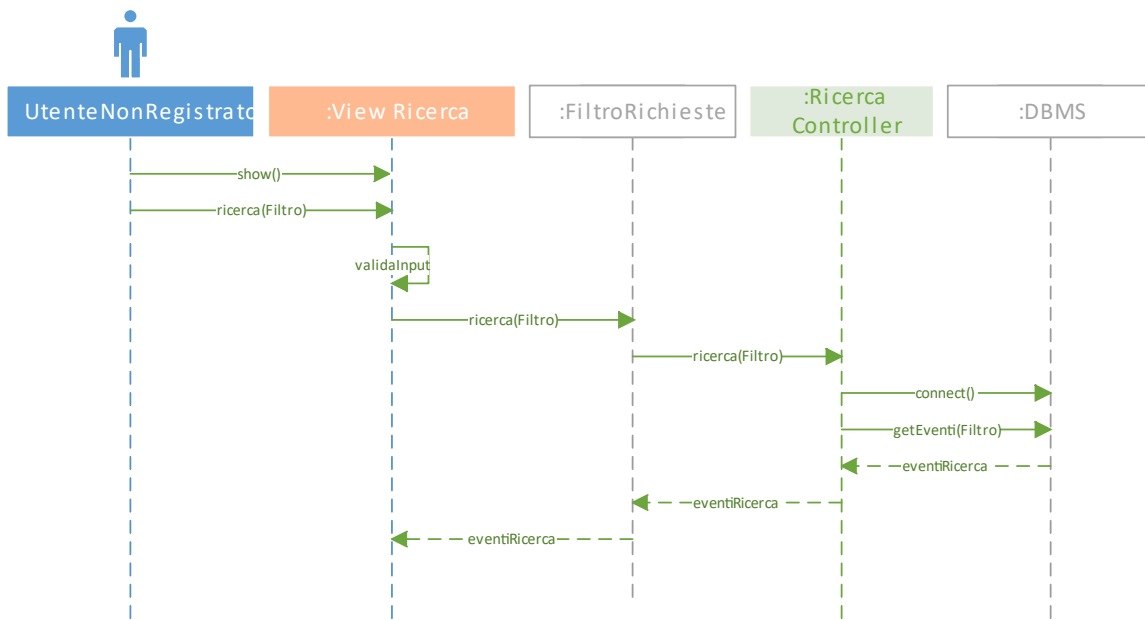 UtenteNonRegistrato
:View Ricerca
:FiltroRichieste
:Ricerca
Controller
:DBMS
show()
ricerca(Filtro)
validaInput
ricerca(Filtro)
ricerca(Filtro)
connect()
getEventi(Filtro)
eventiRicerca
eventiRicerca
eventiRicerca